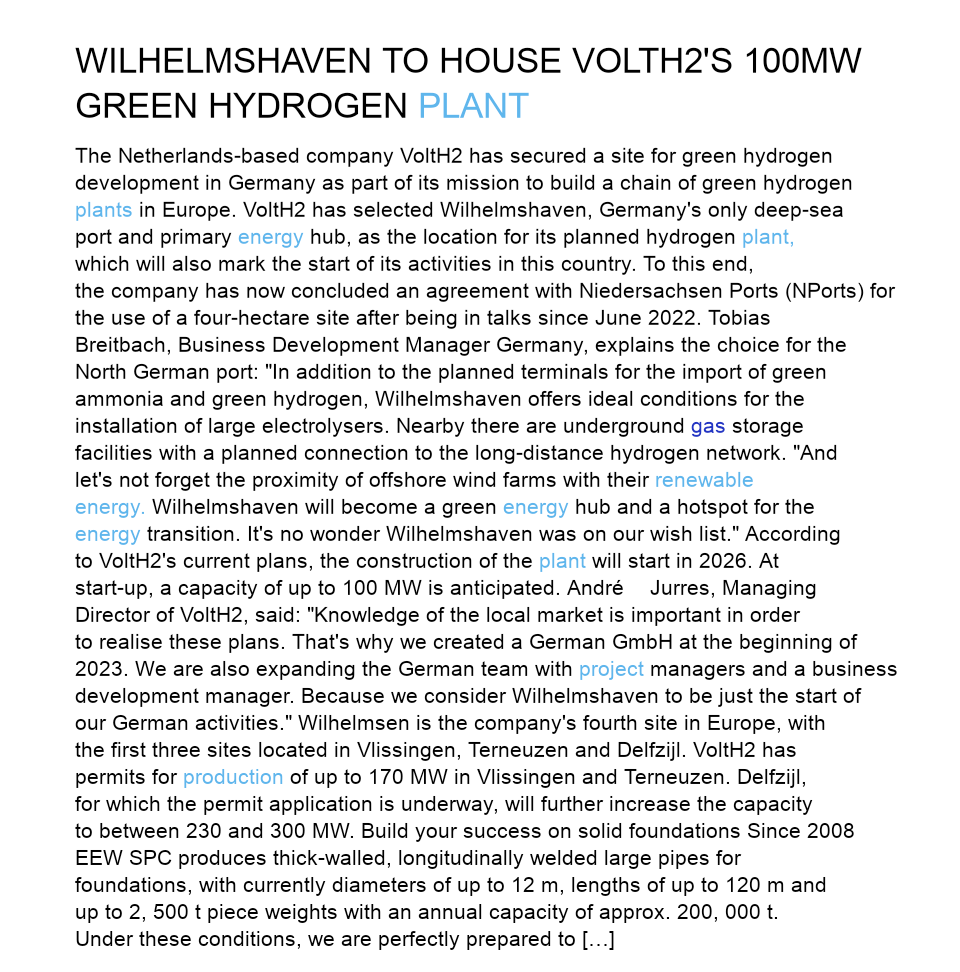 WILHELMSHAVEN TO HOUSE VOLTH2'S 100MW
GREEN HYDROGEN PLANT
The Netherlands-based company VoltH2 has secured a site for green hydrogen
development in Germany as part of its mission to build a chain of green hydrogen
plants in Europe. VoltH2 has selected Wilhelmshaven, Germany's only deep-sea
port and primary energy hub, as the location for its planned hydrogen plant,
which will also mark the start of its activities in this country. To this end,
the company has now concluded an agreement with Niedersachsen Ports (NPorts) for
the use of a four-hectare site after being in talks since June 2022. Tobias
Breitbach, Business Development Manager Germany, explains the choice for the
North German port: "In addition to the planned terminals for the import of green
ammonia and green hydrogen, Wilhelmshaven offers ideal conditions for the
installation of large electrolysers. Nearby there are underground gas storage
facilities with a planned connection to the long-distance hydrogen network. "And
let's not forget the proximity of offshore wind farms with their renewable
energy. Wilhelmshaven will become a green energy hub and a hotspot for the
energy transition. It's no wonder Wilhelmshaven was on our wish list." According
to VoltH2's current plans, the construction of the plant will start in 2026. At
start-up, a capacity of up to 100 MW is anticipated. André Jurres, Managing
Director of VoltH2, said: "Knowledge of the local market is important in order
to realise these plans. That's why we created a German GmbH at the beginning of
2023. We are also expanding the German team with project managers and a business
development manager. Because we consider Wilhelmshaven to be just the start of
our German activities." Wilhelmsen is the company's fourth site in Europe, with
the first three sites located in Vlissingen, Terneuzen and Delfzijl. VoltH2 has
permits for production of up to 170 MW in Vlissingen and Terneuzen. Delfzijl,
for which the permit application is underway, will further increase the capacity
to between 230 and 300 MW. Build your success on solid foundations Since 2008
EEW SPC produces thick-walled, longitudinally welded large pipes for
foundations, with currently diameters of up to 12 m, lengths of up to 120 m and
up to 2, 500 t piece weights with an annual capacity of approx. 200, 000 t.
Under these conditions, we are perfectly prepared to […]